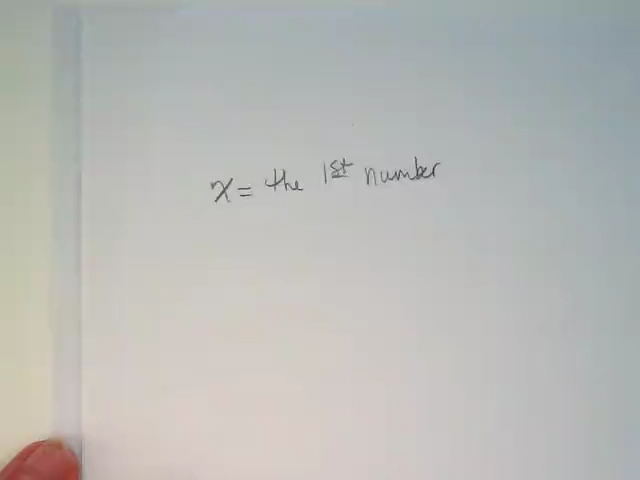 x = the 1st number